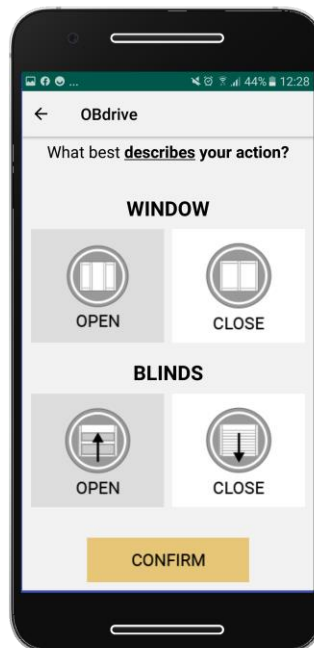 ... 44% 12:28
OBdrive
What best describes your action?
WINDOW
OPEN CLOSE
BLINDS
OPEN CLOSE
CONFIRM